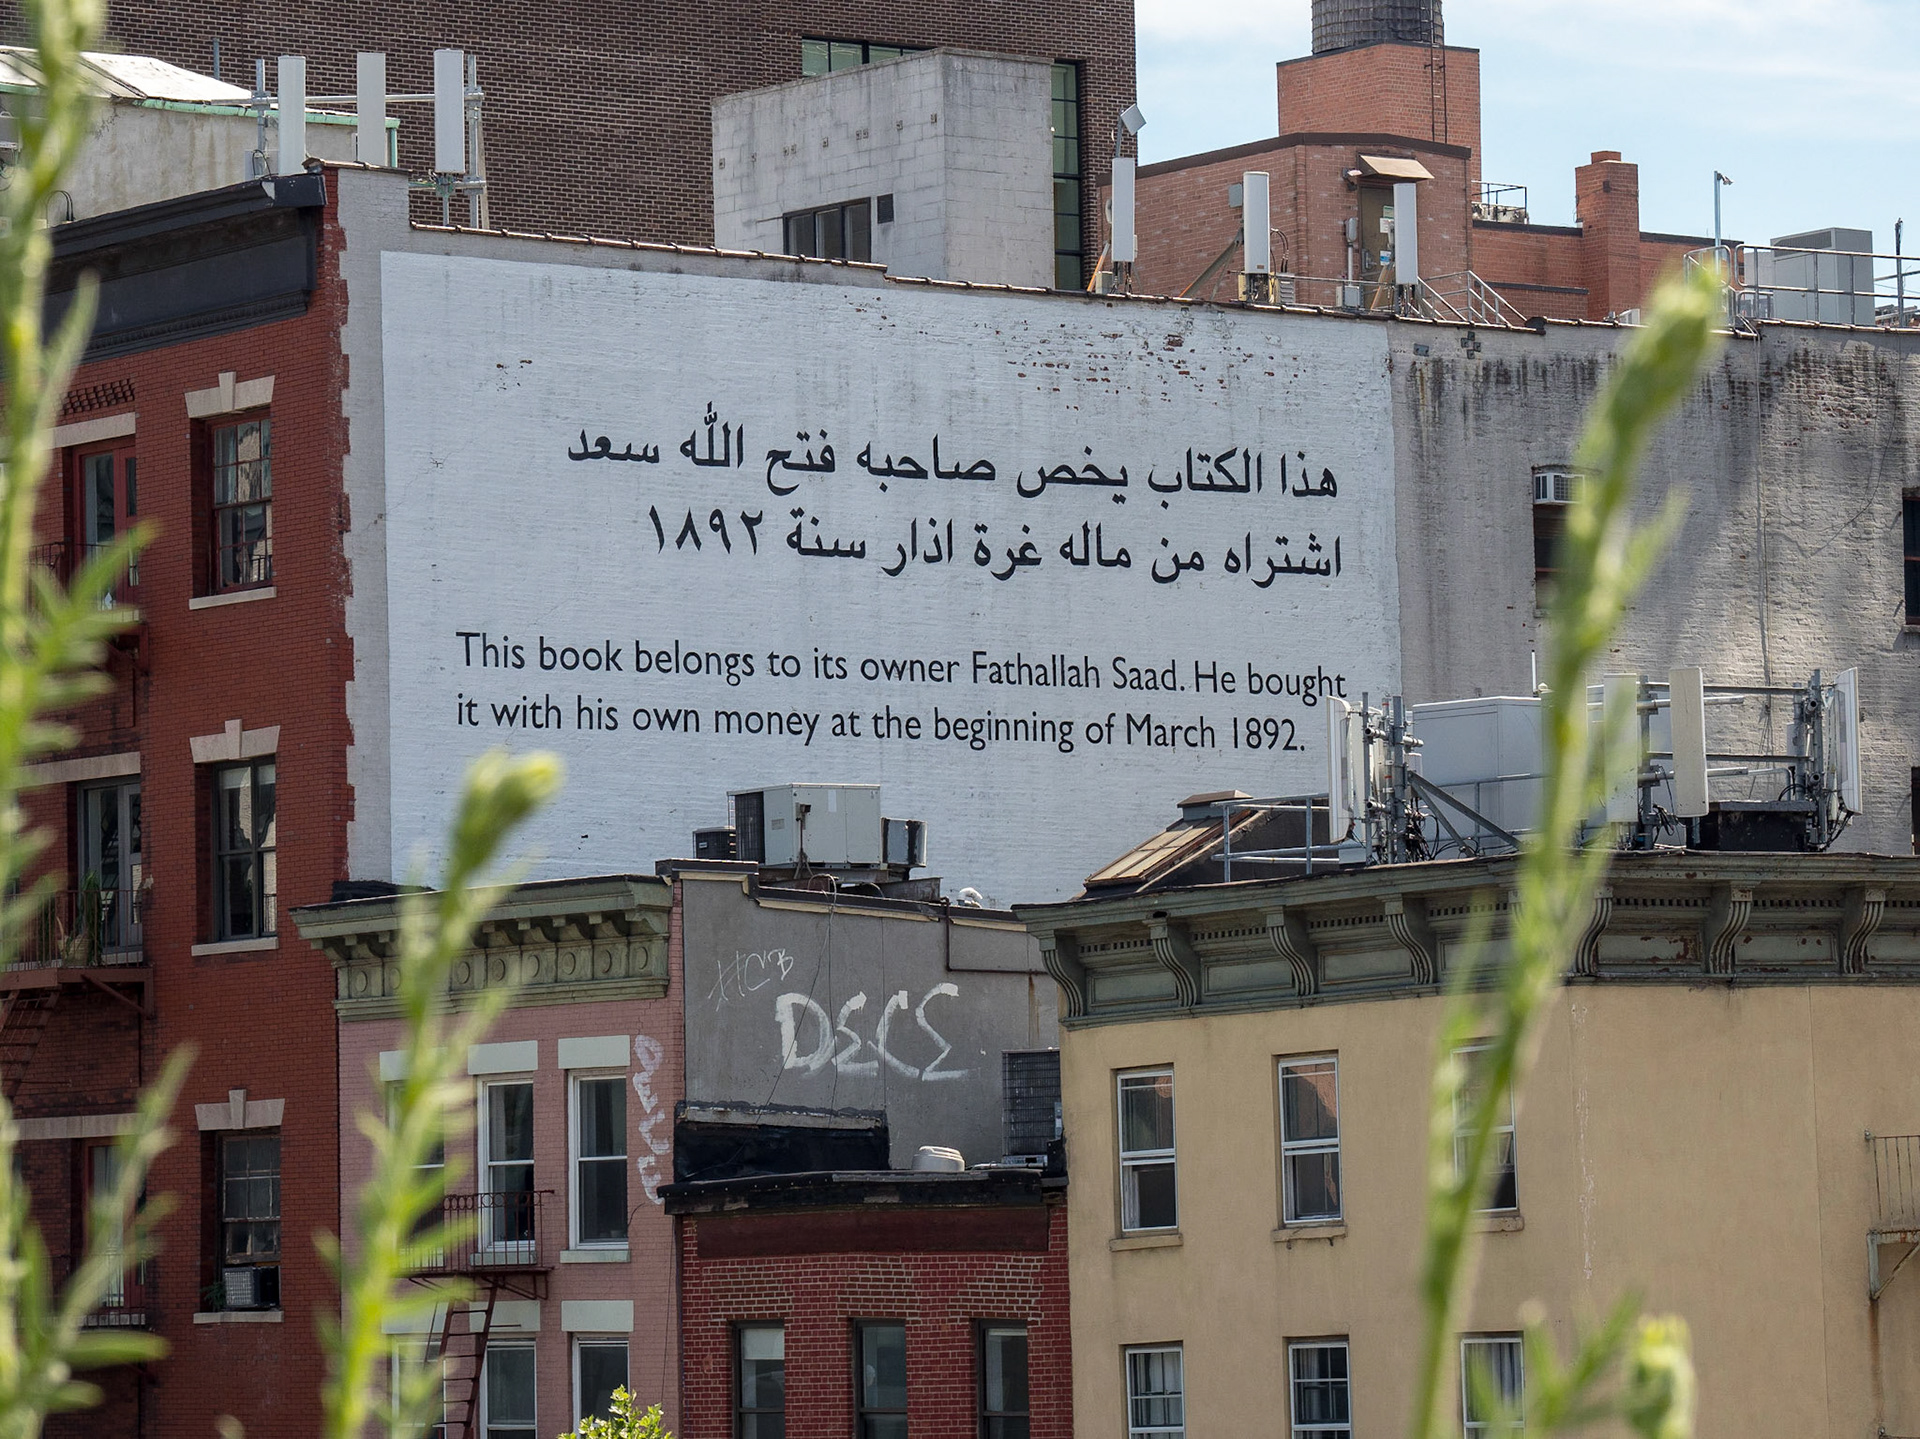 هذا الكتاب يخص صاحبه فتح الله سعد
اشتراه من ماله غرة اذار سنة ١٨٩٢
This book belongs to its owner Fathallah Saad. He bought
it with his own money at the beginning of March 1892.
HCB
DECE